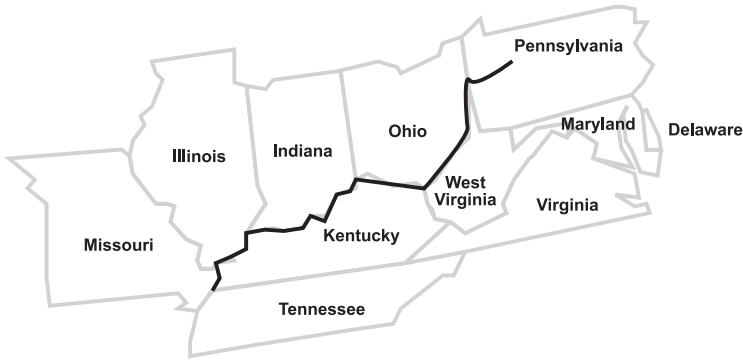 Pennsylvania
Maryland
Delaware
Ohio
Illinois
Indiana
West
Virginia
Virginia
Kentucky
Missouri
Tennessee